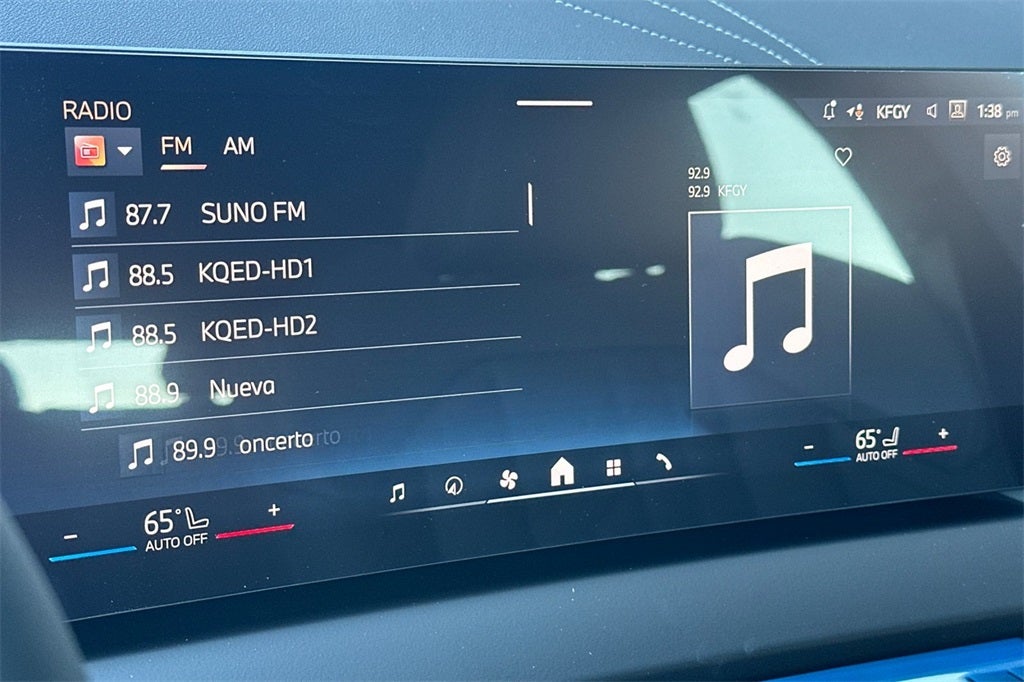 RADIO
FM AM
KFGY 1:38 pm
87.7 SUNO FM
88.5 KQED-HD1
88.5 KQED-HD2
88.9 Nueva
89.9 oncerto
92.9
92.9 KFGY
65°
AUTO OFF
65°
AUTO OFF